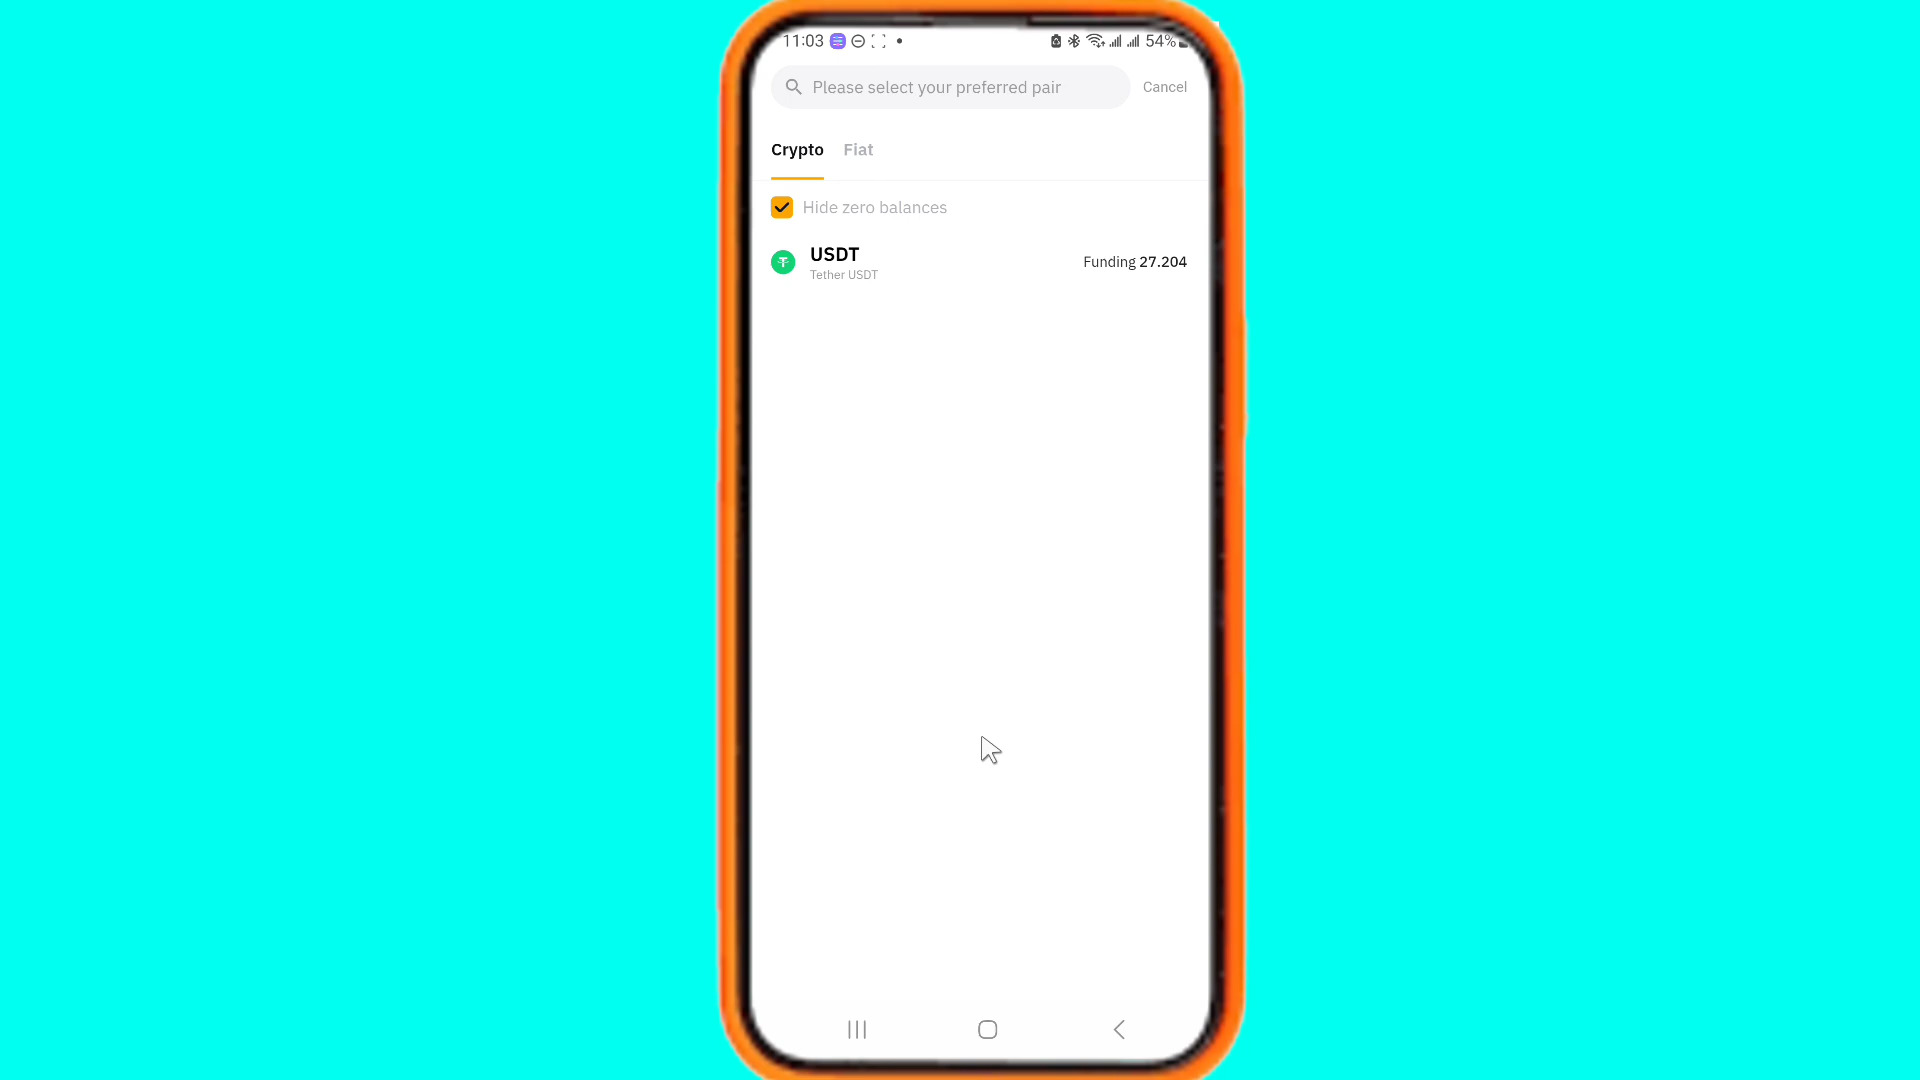 11:03 54%
Please select your preferred pair Cancel
Crypto Fiat
Hide zero balances
USDT
Tether USDT
Funding 27.204